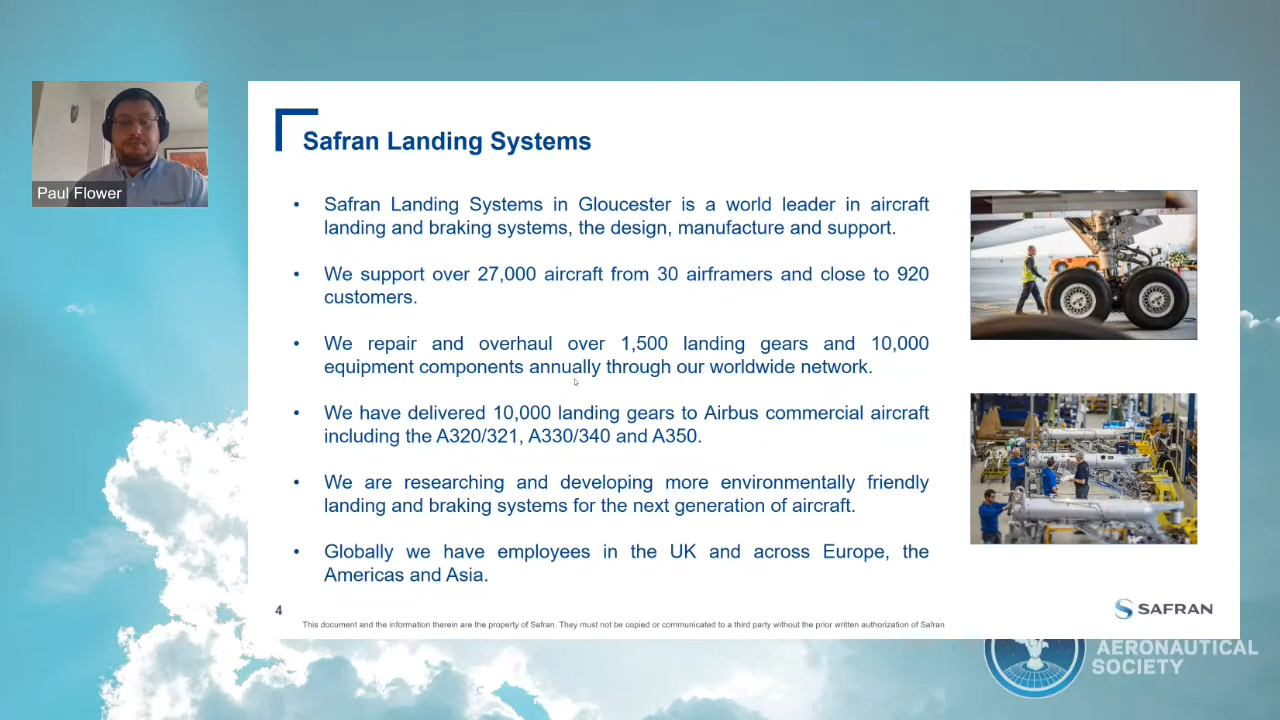 Paul Flower
Safran Landing Systems
• Safran Landing Systems in Gloucester is a world leader in aircraft
landing and braking systems, the design, manufacture and support.
• We support over 27,000 aircraft from 30 airframers and close to 920
customers.
• We repair and overhaul over 1,500 landing gears and 10,000
equipment components annually through our worldwide network.
• We have delivered 10,000 landing gears to Airbus commercial aircraft
including the A320/321, A330/340 and A350.
• We are researching and developing more environmentally friendly
landing and braking systems for the next generation of aircraft.
• Globally we have employees in the UK and across Europe, the
Americas and Asia.
4
This document and the information therein are the property of Safran. They must not be copied or communicated to a third party without the prior written authorization of Safran
SAFRAN
AERONAUTICAL
SOCIETY